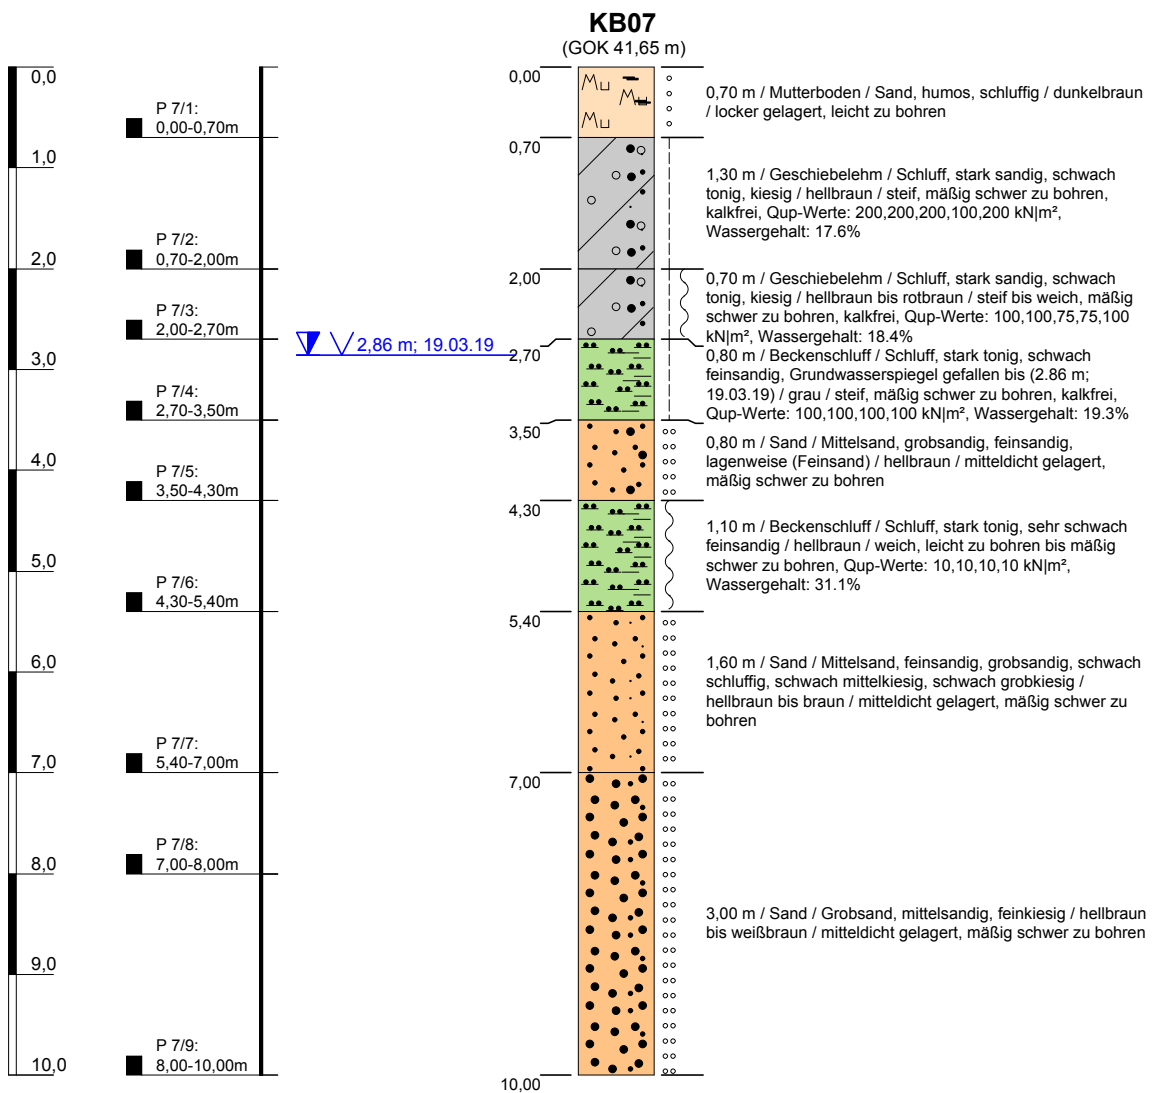 KB07
(GOK 41,65 m)
0,0
1,0
2,0
3,0
4,0
5,0
6,0
7,0
8,0
9,0
10,0
P 7/1:
0,00-0,70m
P 7/2:
0,70-2,00m
P 7/3:
2,00-2,70m
P 7/4:
2,70-3,50m
P 7/5:
3,50-4,30m
P 7/6:
4,30-5,40m
P 7/7:
5,40-7,00m
P 7/8:
7,00-8,00m
P 7/9:
8,00-10,00m
2,86 m; 19.03.19
0,00
0,70
2,00
2,70
3,50
4,30
5,40
7,00
10,00
Mu
Mu
Mu
0,70 m / Mutterboden / Sand, humos, schluffig / dunkelbraun
/ locker gelagert, leicht zu bohren
1,30 m / Geschiebelehm / Schluff, stark sandig, schwach
tonig, kiesig / hellbraun / steif, mäßig schwer zu bohren,
kalkfrei, Qup-Werte: 200,200,200,100,200 kN|m²,
Wassergehalt: 17.6%
0,70 m / Geschiebelehm / Schluff, stark sandig, schwach
tonig, kiesig / hellbraun bis rotbraun / steif bis weich, mäßig
schwer zu bohren, kalkfrei, Qup-Werte: 100,100,75,75,100
kN|m², Wassergehalt: 18.4%
0,80 m / Beckenschluff / Schluff, stark tonig, schwach
feinsandig, Grundwasserspiegel gefallen bis (2.86 m;
19.03.19) / grau / steif, mäßig schwer zu bohren, kalkfrei,
Qup-Werte: 100,100,100,100 kN|m², Wassergehalt: 19.3%
0,80 m / Sand / Mittelsand, grobsandig, feinsandig,
lagenweise (Feinsand) / hellbraun / mitteldicht gelagert,
mäßig schwer zu bohren
1,10 m / Beckenschluff / Schluff, stark tonig, sehr schwach
feinsandig / hellbraun / weich, leicht zu bohren bis mäßig
schwer zu bohren, Qup-Werte: 10,10,10,10 kN|m²,
Wassergehalt: 31.1%
1,60 m / Sand / Mittelsand, feinsandig, grobsandig, schwach
schluffig, schwach mittelkiesig, schwach grobkiesig /
hellbraun bis braun / mitteldicht gelagert, mäßig schwer zu
bohren
3,00 m / Sand / Grobsand, mittelsandig, feinkiesig / hellbraun
bis weißbraun / mitteldicht gelagert, mäßig schwer zu bohren